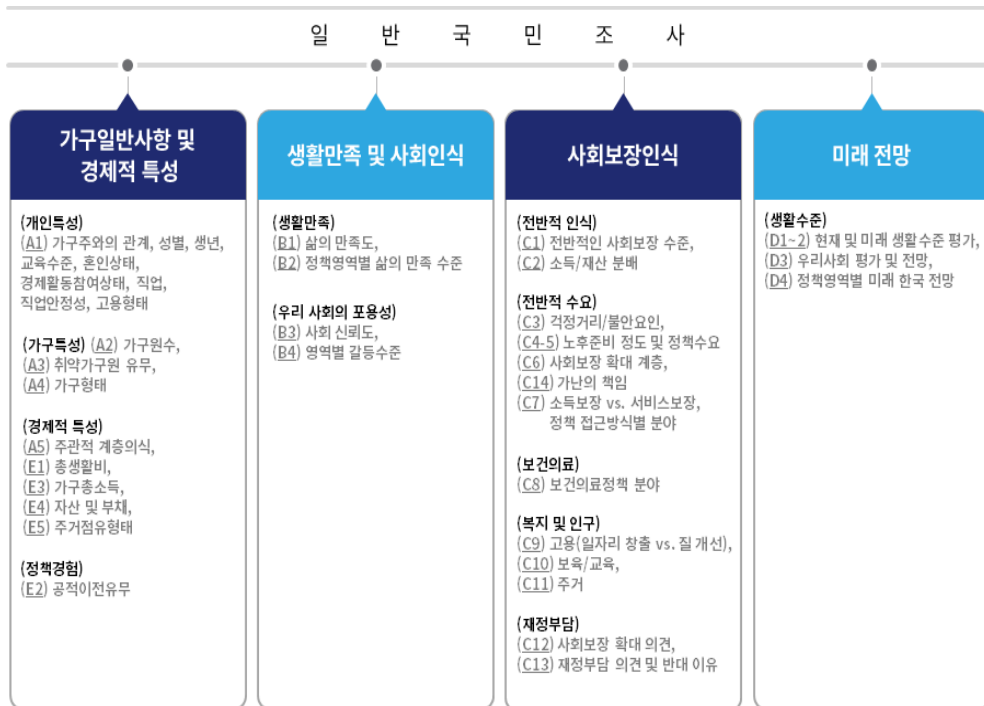 일 반 국 민 조 사
가구일반사항 및
경제적 특성
(개인특성)
(A1) 가구주와의 관계, 성별, 생년,
교육수준, 혼인상태,
경제활동참여상태, 직업,
직업안정성, 고용형태
(가구특성) (A2) 가구원수,
(A3) 취약가구원 유무,
(A4) 가구형태
(경제적 특성)
(A5) 주관적 계층의식,
(E1) 총생활비,
(E3) 가구총소득,
(E4) 자산 및 부채,
(E5) 주거점유형태
(정책경험)
(E2) 공적이전유무
생활만족 및 사회인식
(생활만족)
(B1) 삶의 만족도,
(B2) 정책영역별 삶의 만족 수준
(우리 사회의 포용성)
(B3) 사회 신뢰도,
(B4) 영역별 갈등수준
사회보장인식
(전반적 인식)
(C1) 전반적인 사회보장 수준,
(C2) 소득/재산 분배
(전반적 수요)
(C3) 걱정거리/불안요인,
(C4-5) 노후준비 정도 및 정책수요
(C6) 사회보장 확대 계층,
(C14) 가난의 책임
(C7) 소득보장 vs. 서비스보장,
정책 접근방식별 분야
(보건의료)
(C8) 보건의료정책 분야
(복지 및 인구)
(C9) 고용(일자리 창출 vs. 질 개선),
(C10) 보육/교육,
(C11) 주거
(재정부담)
(C12) 사회보장 확대 의견,
(C13) 재정부담 의견 및 반대 이유
미래 전망
(생활수준)
(D1~2) 현재 및 미래 생활수준 평가,
(D3) 우리사회 평가 및 전망,
(D4) 정책영역별 미래 한국 전망